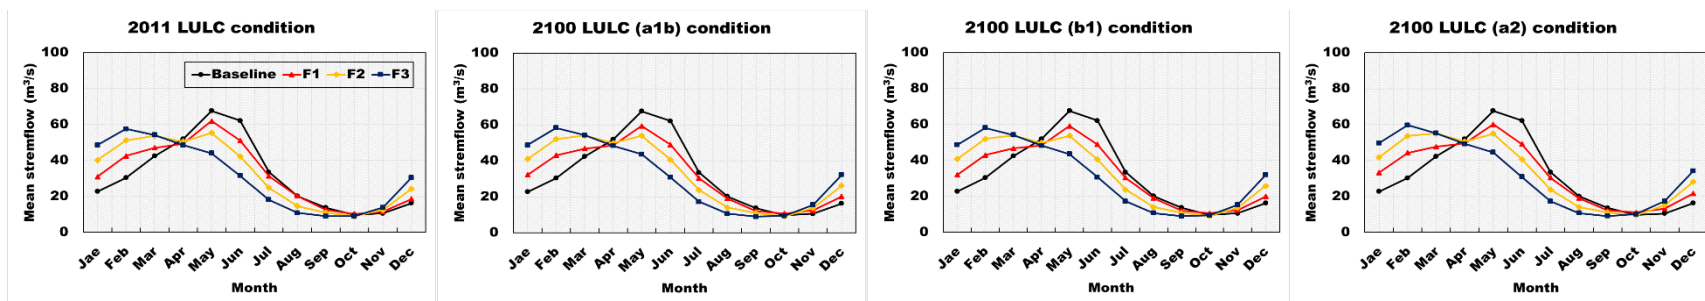 2011 LULC condition
Mean stremflow (m³/s)
100
80
60
40
20
0
Baseline F1 F2 F3
Jae Feb Mar Apr May Jun Jul Aug Sep Oct Nov Dec
Month
2100 LULC (a1b) condition
Mean stremflow (m³/s)
100
80
60
40
20
0
Jae Feb Mar Apr May Jun Jul Aug Sep Oct Nov Dec
Month
2100 LULC (b1) condition
Mean stremflow (m³/s)
100
80
60
40
20
0
Jae Feb Mar Apr May Jun Jul Aug Sep Oct Nov Dec
Month
2100 LULC (a2) condition
Mean stremflow (m³/s)
100
80
60
40
20
0
Jae Feb Mar Apr May Jun Jul Aug Sep Oct Nov Dec
Month